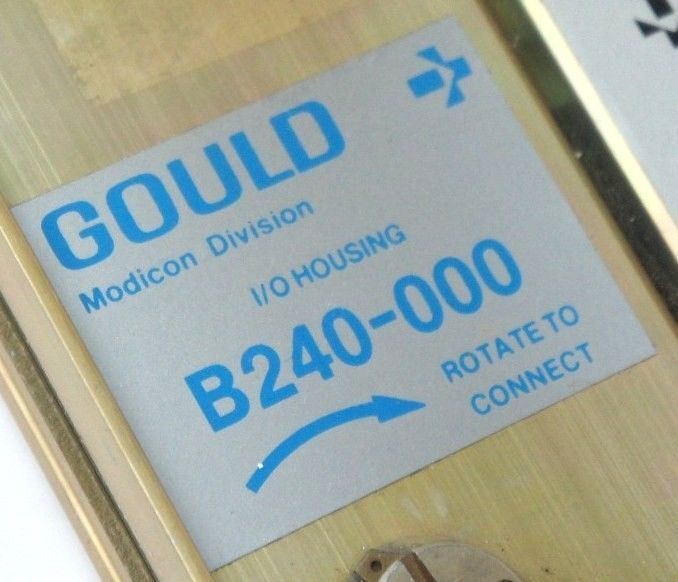 GOULD
Modicon Division
I/O HOUSING
B240-000
ROTATE TO
CONNECT